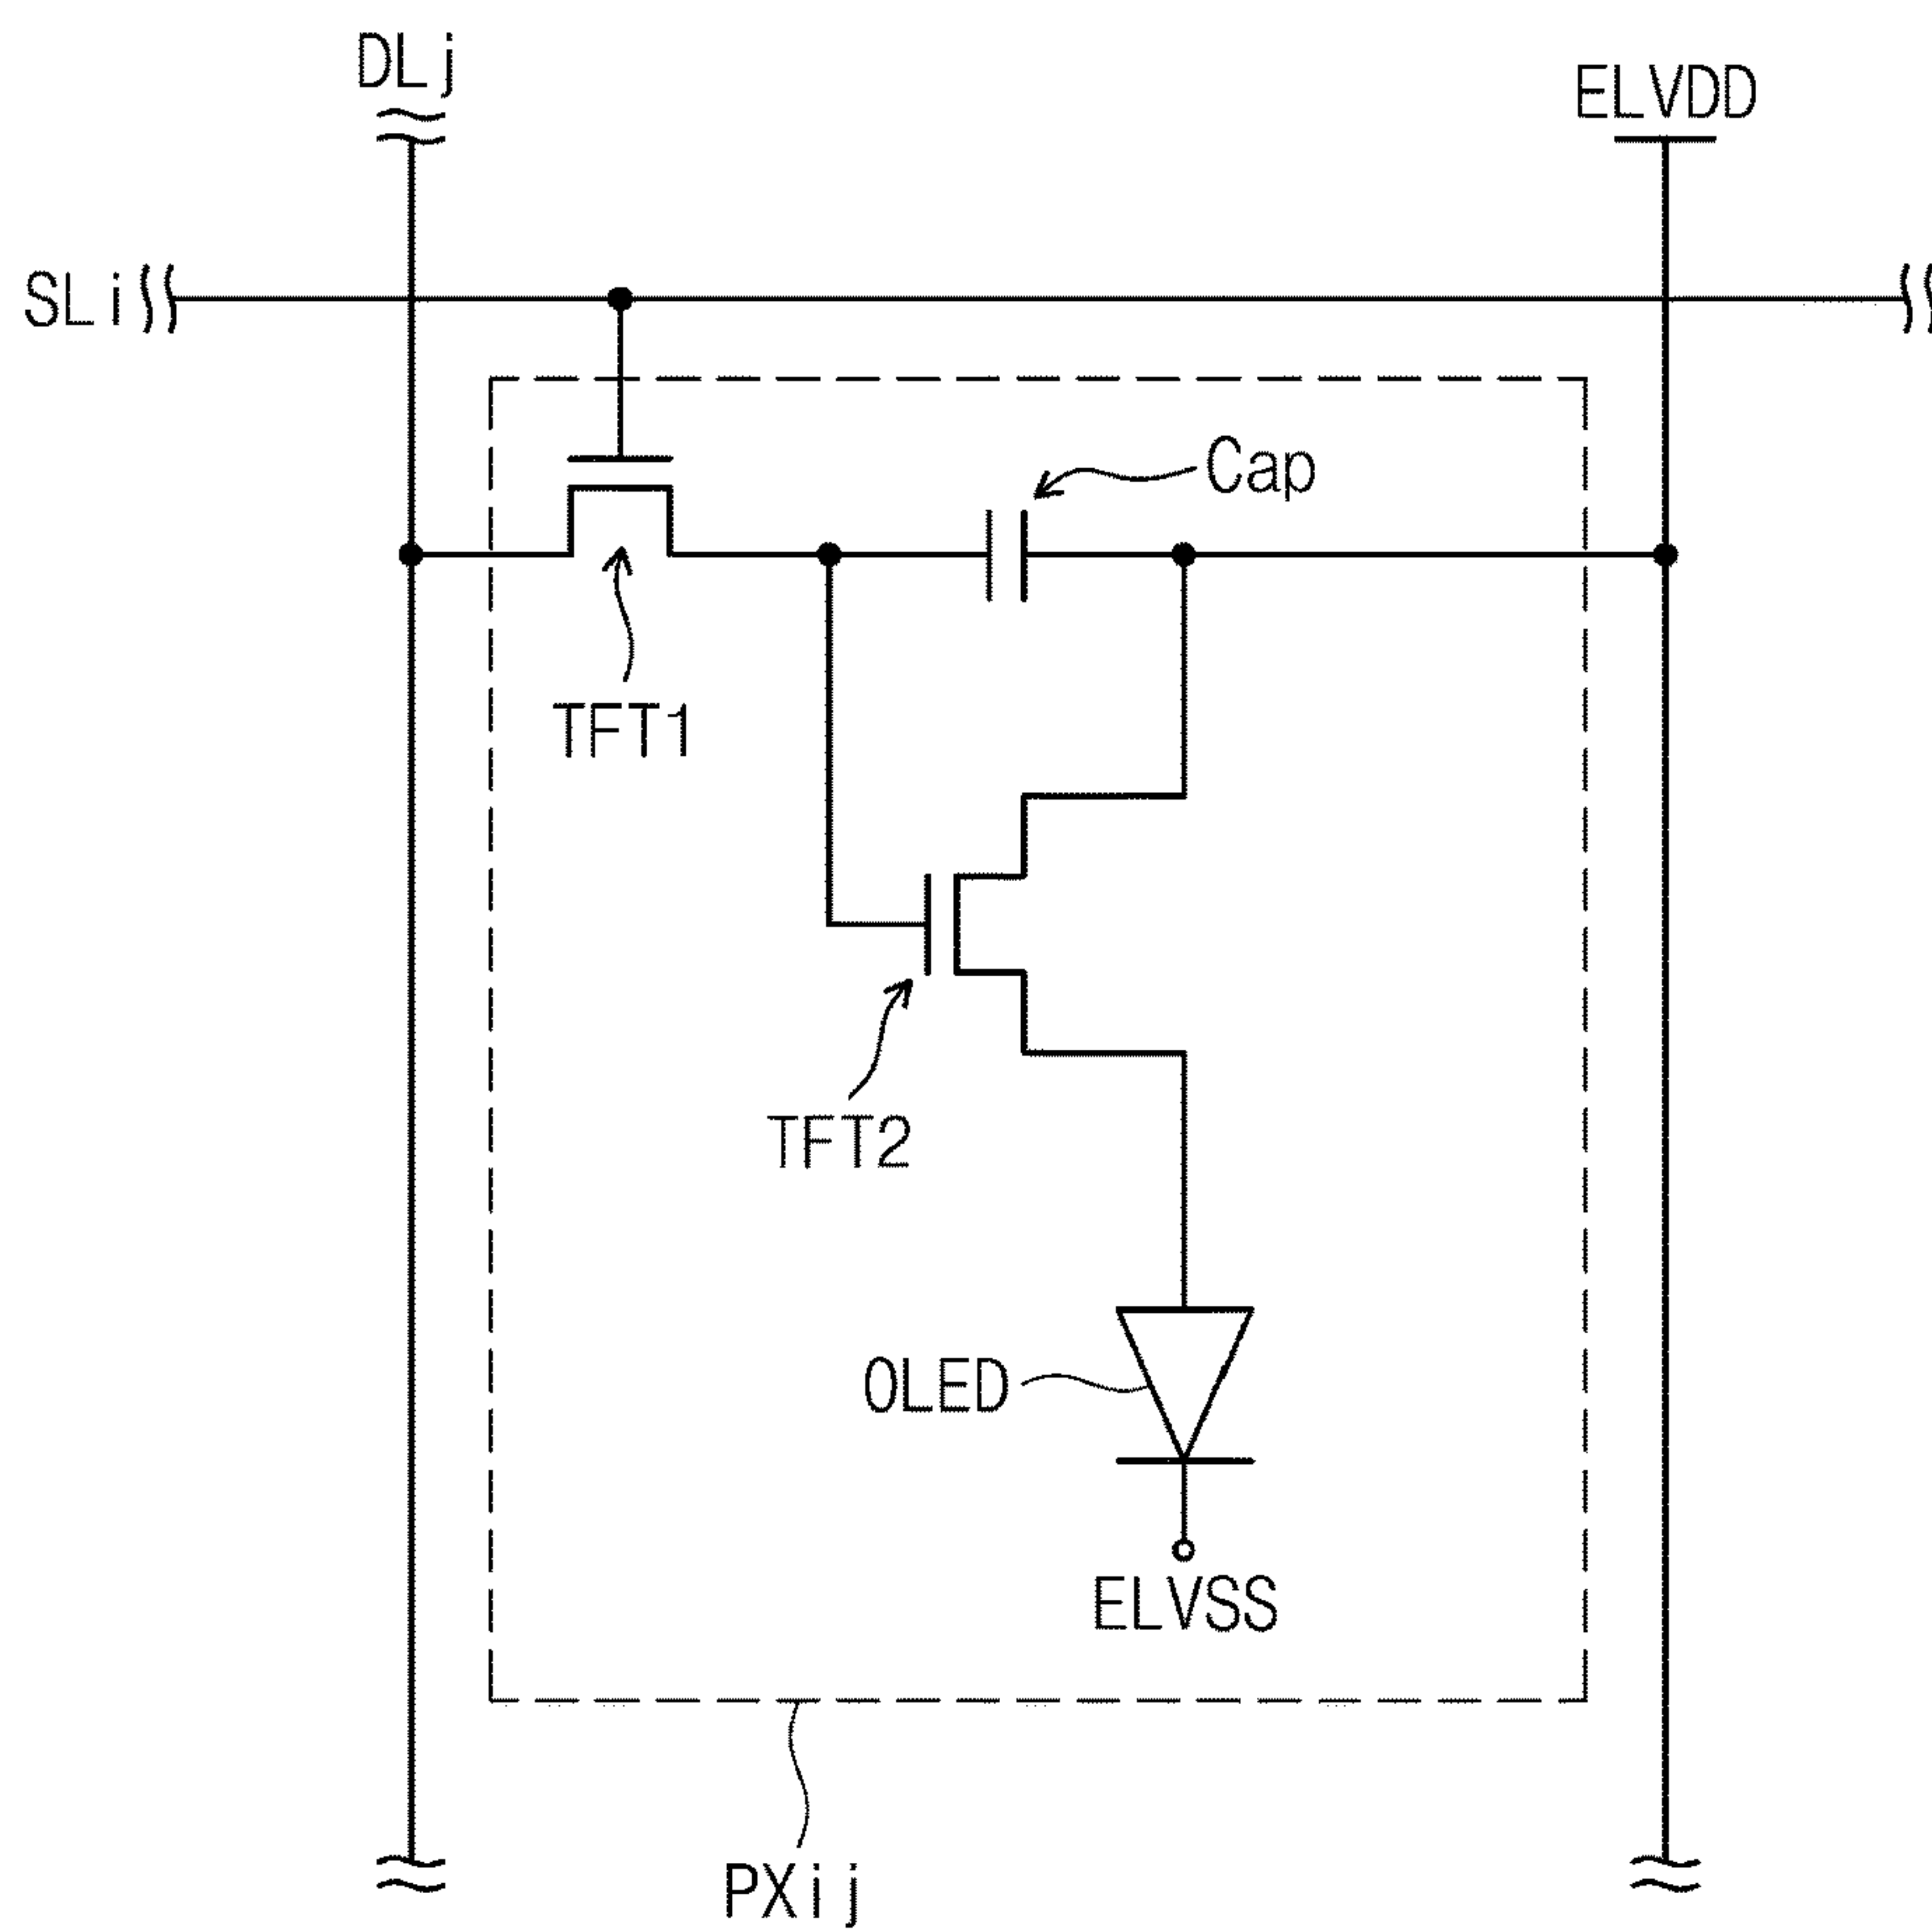 DLj
ELVDD
SLi
Cap
TFT1
TFT2
OLED
ELVSS
PXij